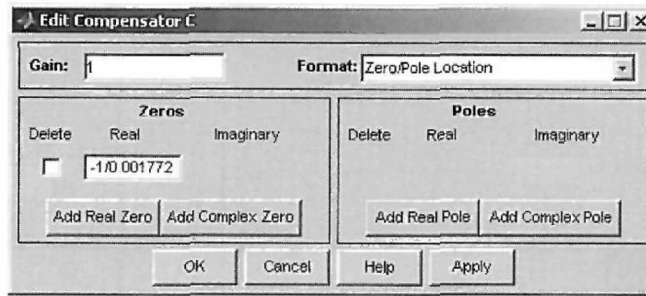 Edit Compensator C
Gain: 1 Format: Zero/Pole Location
Zeros
Delete Real Imaginary
-1/0.001772
Add Real Zero Add Complex Zero
Poles
Delete Real Imaginary
Add Real Pole Add Complex Pole
OK Cancel Help Apply